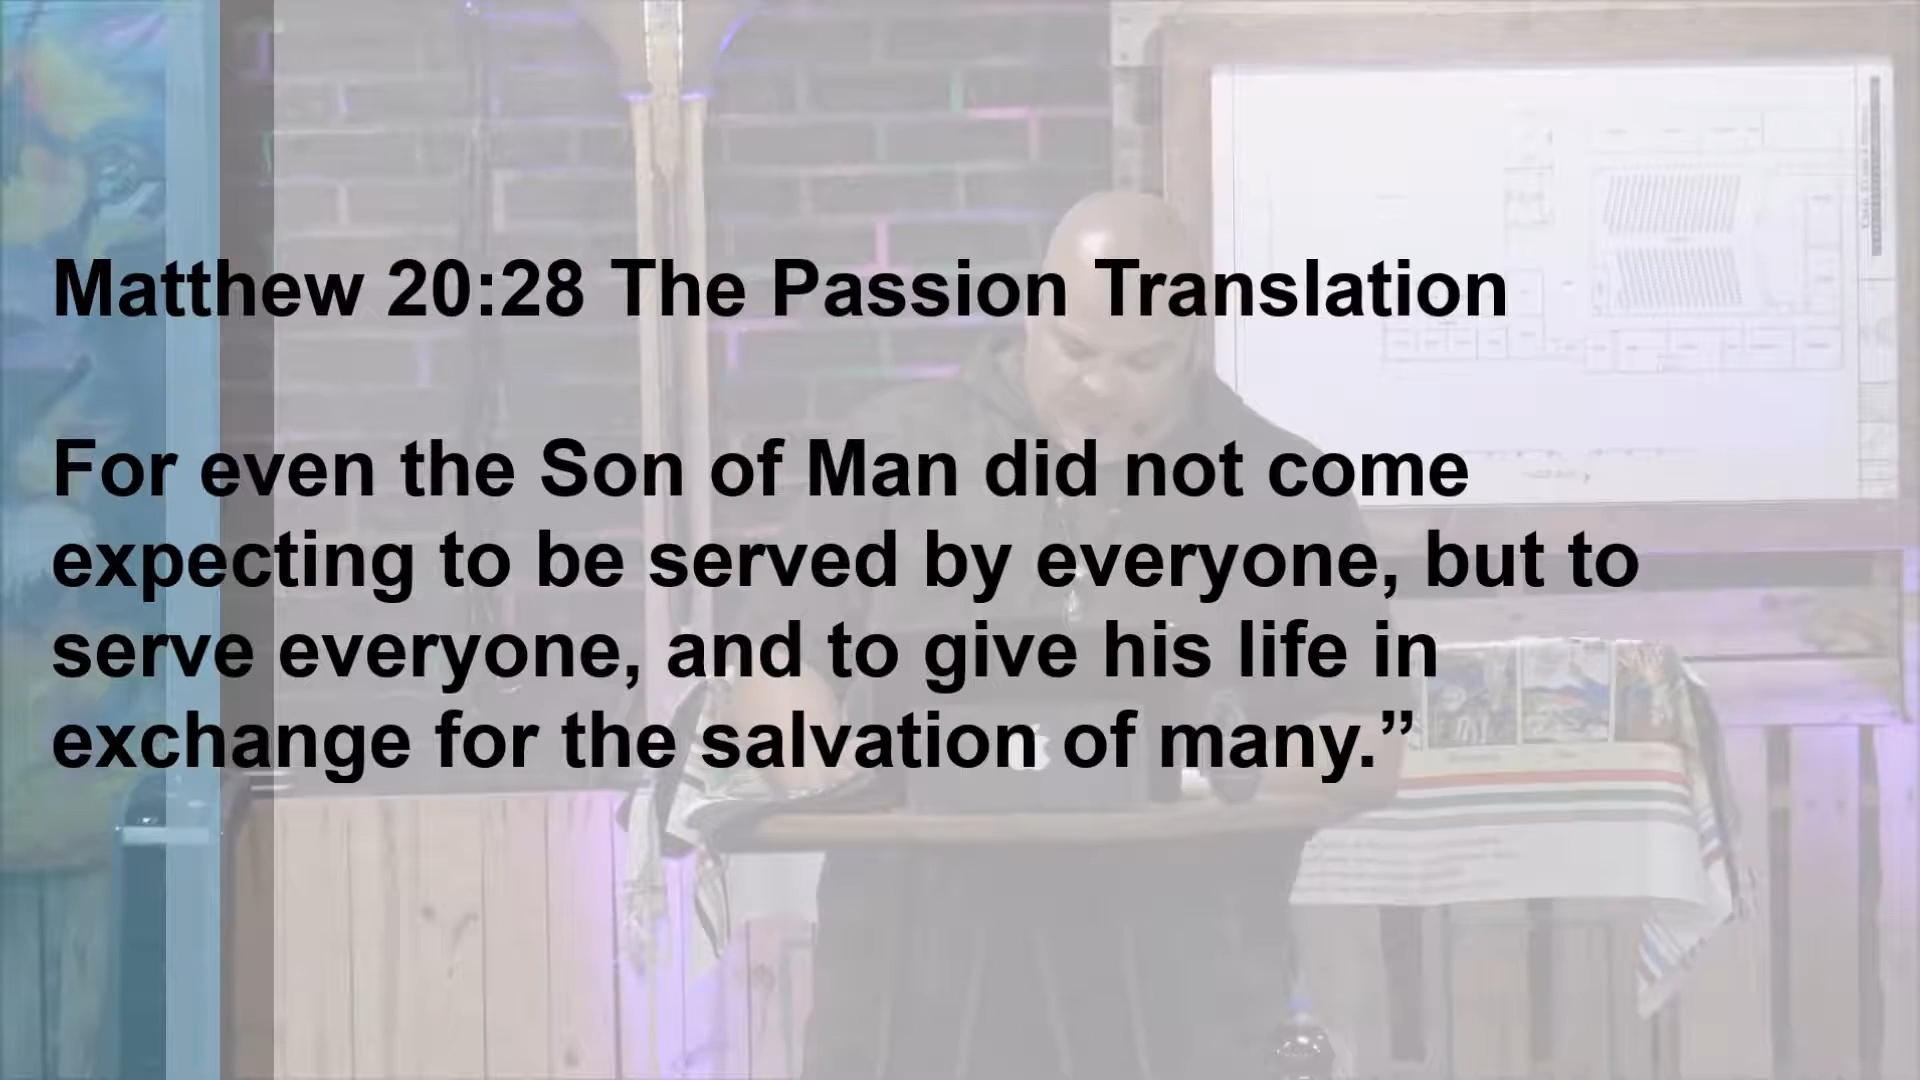 Matthew 20:28 The Passion Translation
For even the Son of Man did not come
expecting to be served by everyone, but to
serve everyone, and to give his life in
exchange for the salvation of many.”